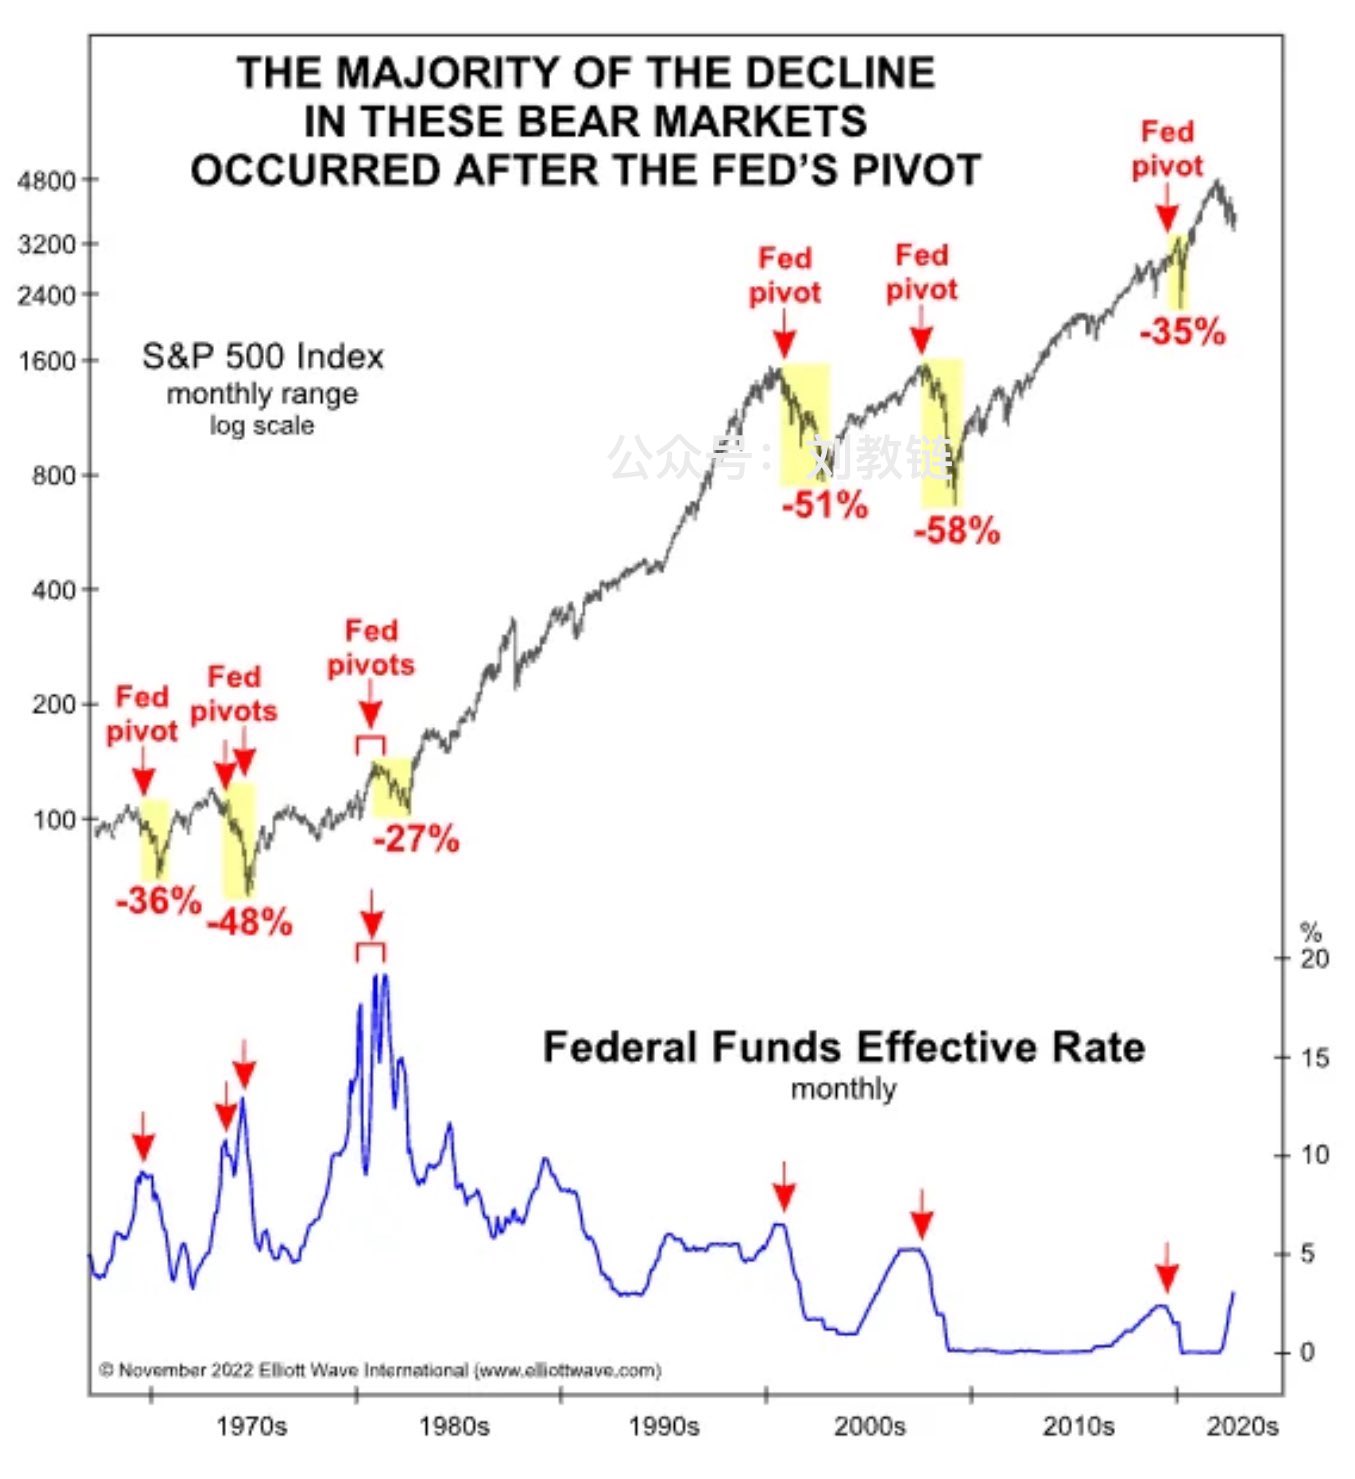 THE MAJORITY OF THE DECLINE
IN THESE BEAR MARKETS
OCCURRED AFTER THE FED'S PIVOT
Fed
pivot
4800
3200
2400
1600
800
400
200
100
S&P 500 Index
monthly range
log scale
Fed
pivot
Fed
pivot
-35%
公众号：刘教链
-51%
-58%
Fed
pivots
Fed
pivots
Fed
pivot
-27%
-36%
-48%
%
20
15
10
5
0
Federal Funds Effective Rate
monthly
© November 2022 Elliott Wave International (www.elliottwave.com)
1970s 1980s 1990s 2000s 2010s 2020s